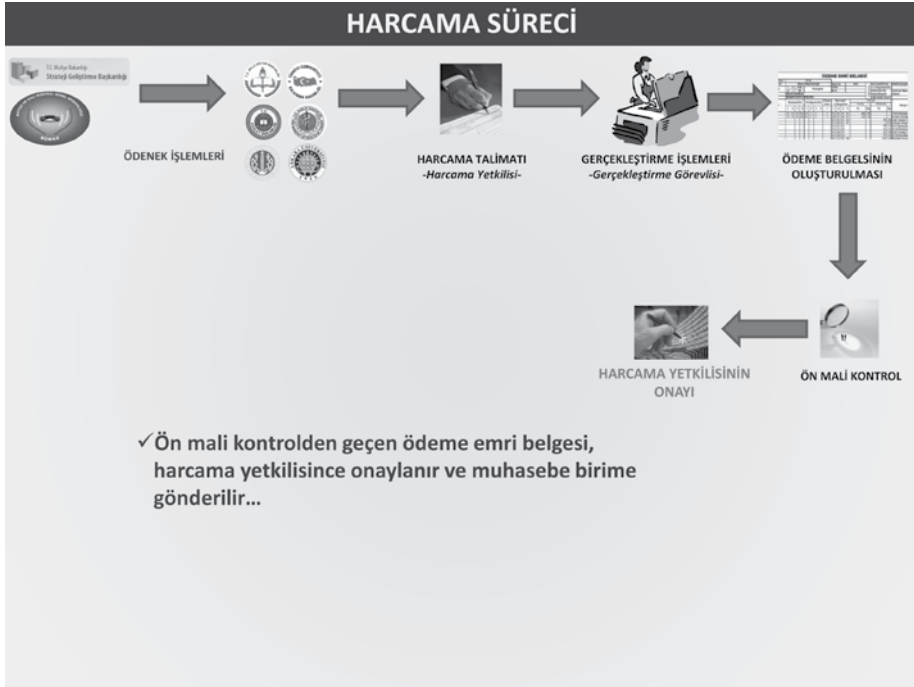 HARCAMA SÜRECİ
T.C. Maliye Bakanlığı
Strateji Geliştirme Başkanlığı
ÖDENEK İŞLEMLERİ
HARCAMA TALİMATI
-Harcama Yetkilisi-
GERÇEKLEŞTİRME İŞLEMLERİ
-Gerçekleştirme Görevlisi-
ÖDEME EMRİ BELGESİ
ÖDEME BELGELSİNİN
OLUŞTURULMASI
HARCAMA YETKİLİSİNİN
ONAYI
ÖN MALİ KONTROL
✓Ön mali kontrolden geçen ödeme emri belgesi,
harcama yetkilisince onaylanır ve muhasebe birime
gönderilir...